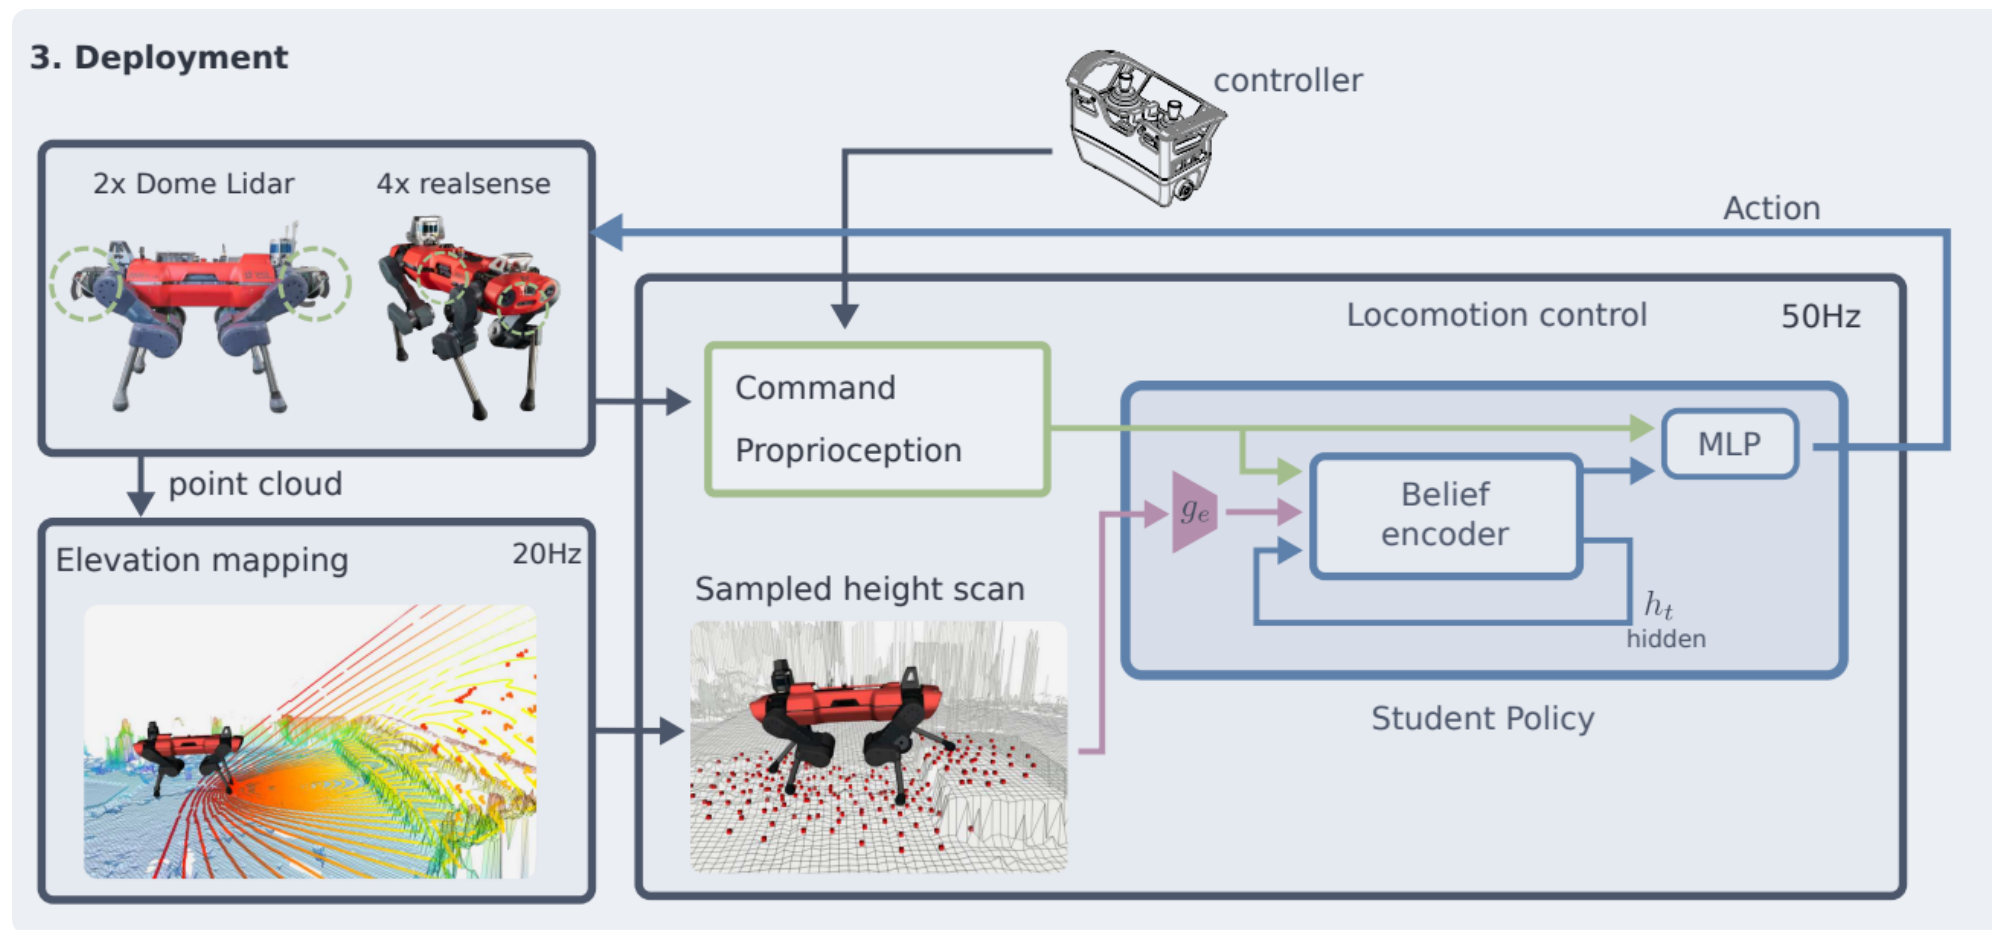 3. Deployment
controller
2x Dome Lidar
4x realsense
Action
Locomotion control
50Hz
Command
Proprioception
MLP
point cloud
Belief
encoder
g_e
Elevation mapping
20Hz
Sampled height scan
h_t
hidden
Student Policy